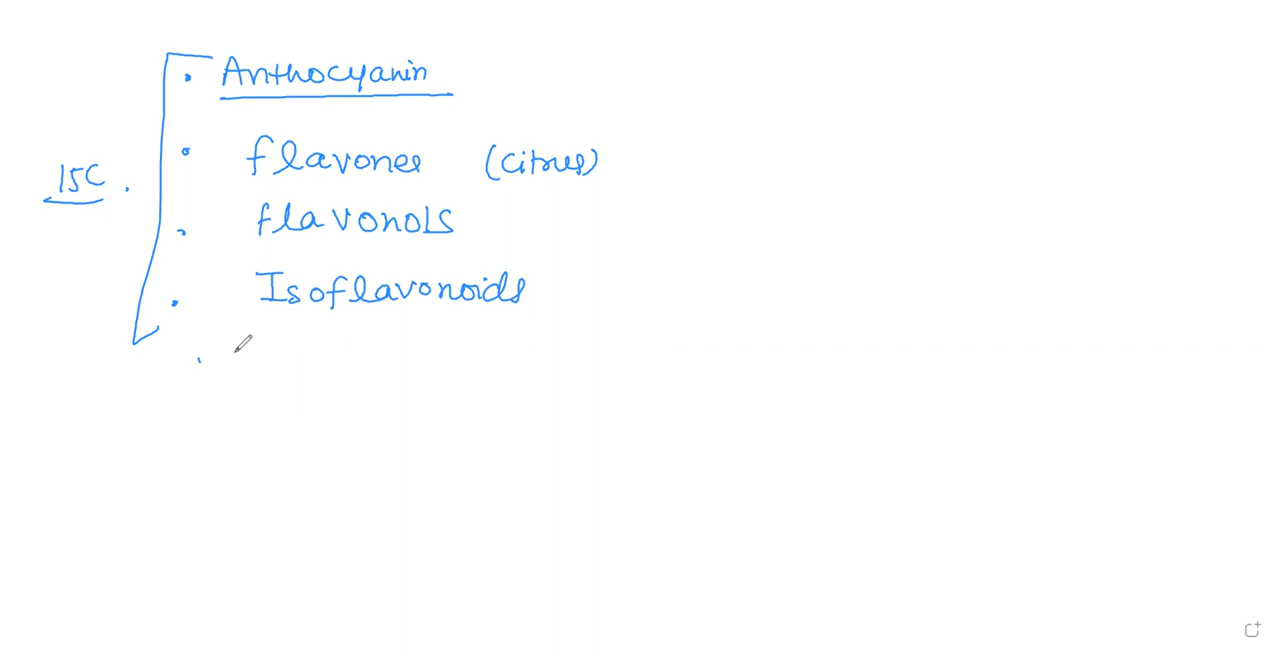 • Anthocyanin
• flavones (citrus)
15C.
• flavonols
• Isoflavonoids